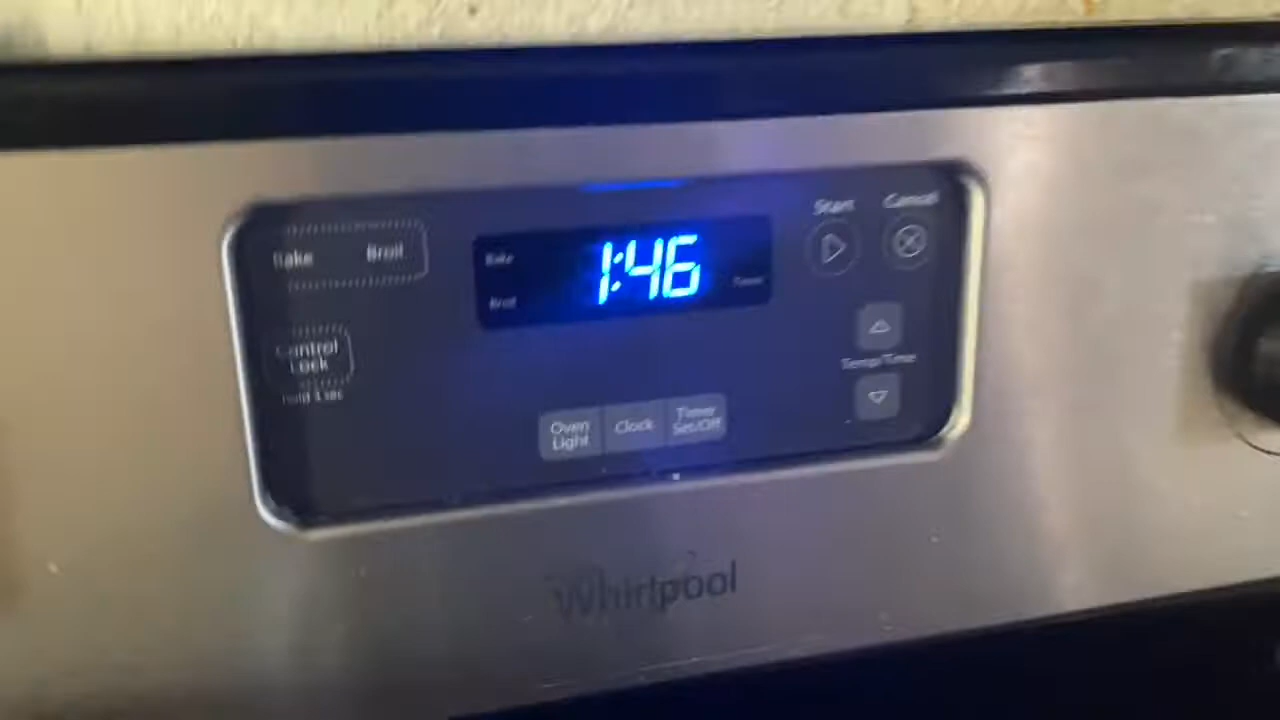 Start Cancel
Bake Broil
Bake
1:46
Timer
Broil
Control
Lock
hold 3 sec
Temp/Time
Oven
Light
Clock
Timer
Set/Off
Whirlpool